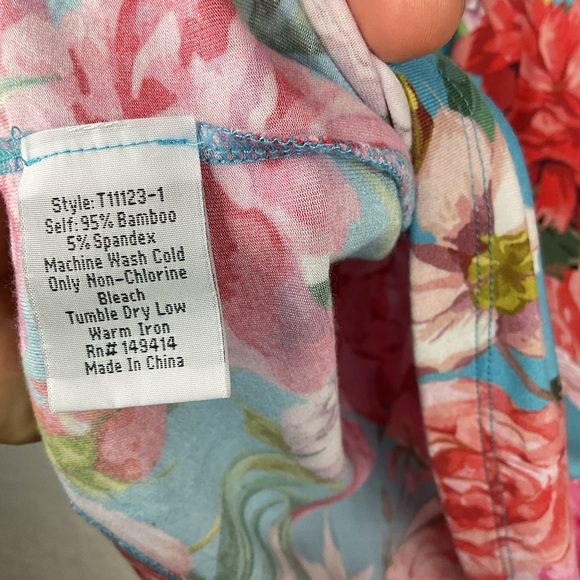 Style: T11123-1
Self: 95% Bamboo
5% Spandex
Machine Wash Cold
Only Non-Chlorine
Bleach
Tumble Dry Low
Warm Iron
Rn# 149414
Made In China